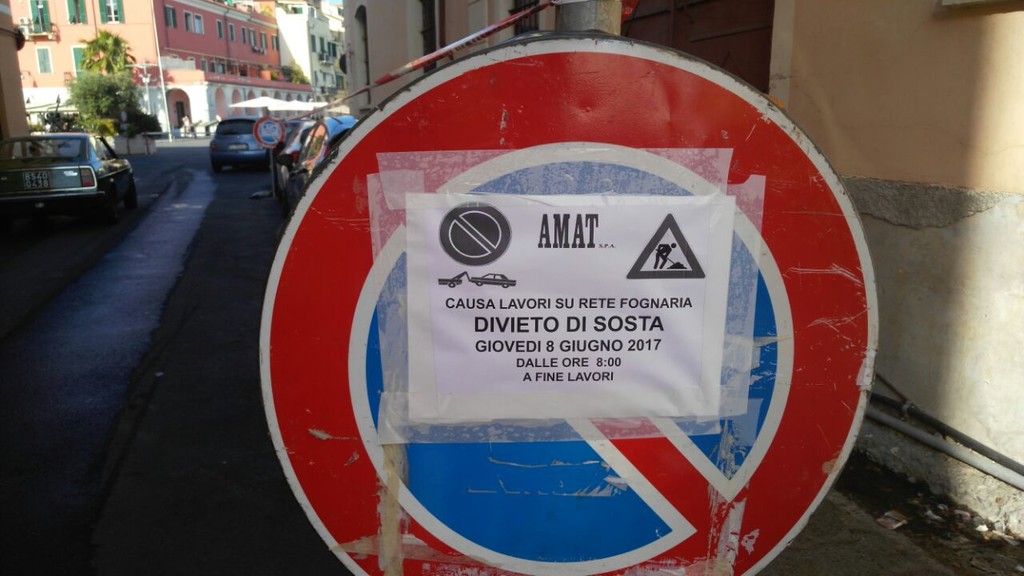 AMAT S.P.A.
CAUSA LAVORI SU RETE FOGNARIA
DIVIETO DI SOSTA
GIOVEDI 8 GIUGNO 2017
DALLE ORE 8:00
A FINE LAVORI